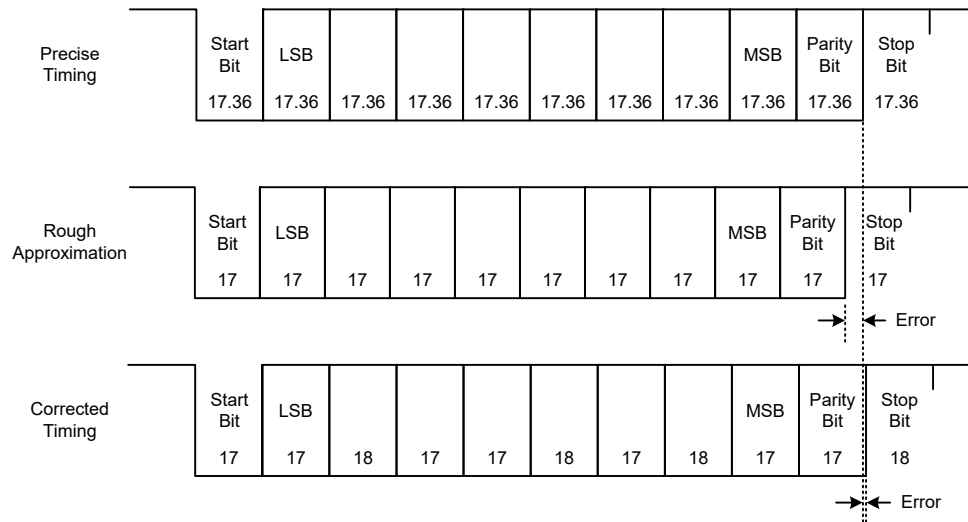 Precise
Timing
Start
Bit
LSB
MSB
Parity
Bit
Stop
Bit
17.36 17.36 17.36 17.36 17.36 17.36 17.36 17.36 17.36 17.36 17.36
Rough
Approximation
Start
Bit
LSB
MSB
Parity
Bit
Stop
Bit
17 17 17 17 17 17 17 17 17 17 17
Error
Corrected
Timing
Start
Bit
LSB
MSB
Parity
Bit
Stop
Bit
17 17 18 17 17 18 17 18 17 17 18
Error